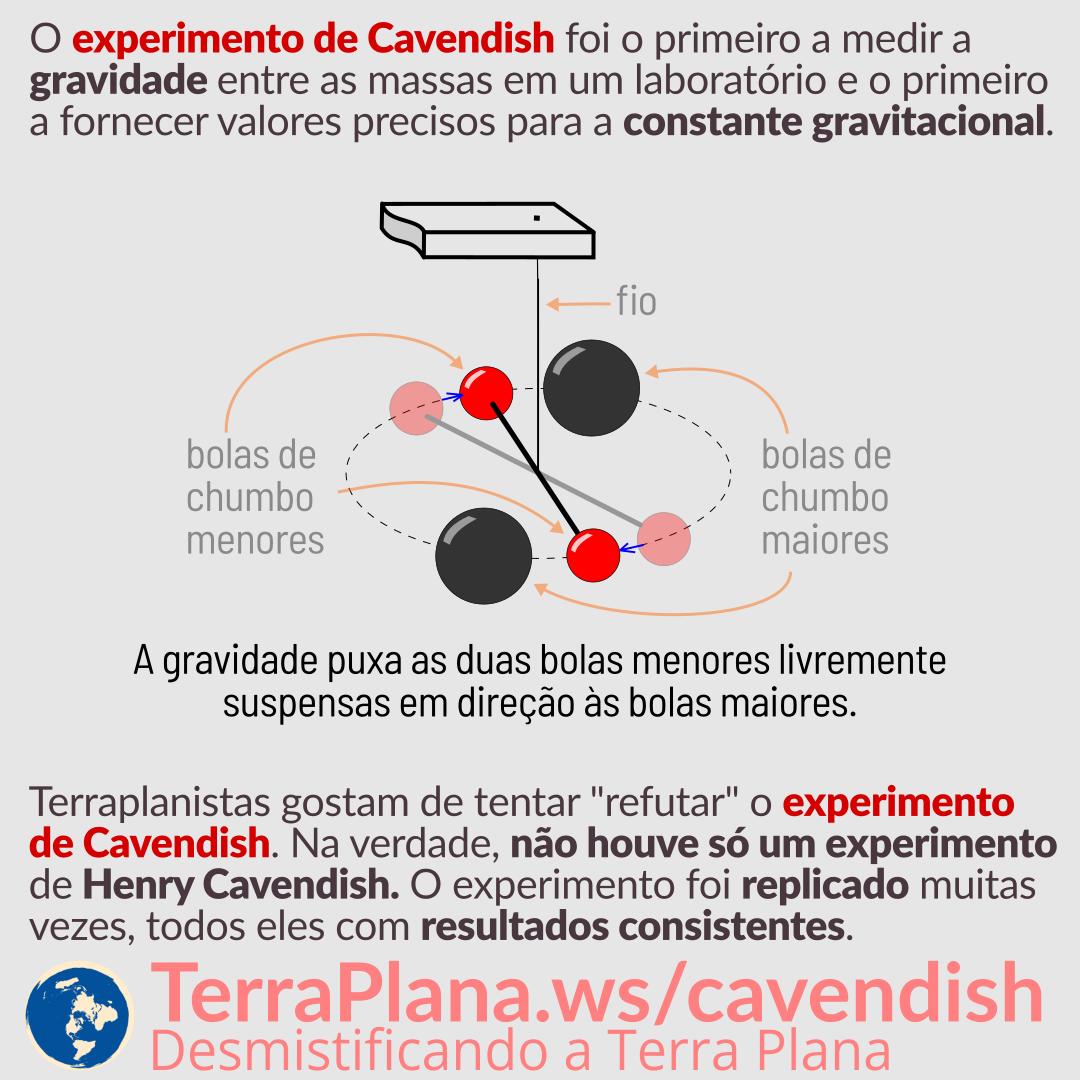 O experimento de Cavendish foi o primeiro a medir a
gravidade entre as massas em um laboratório e o primeiro
a fornecer valores precisos para a constante gravitacional.
fio
bolas de
chumbo
menores
bolas de
chumbo
maiores
A gravidade puxa as duas bolas menores livremente
suspensas em direção às bolas maiores.
Terraplanistas gostam de tentar "refutar" o experimento
de Cavendish. Na verdade, não houve só um experimento
de Henry Cavendish. O experimento foi replicado muitas
vezes, todos eles com resultados consistentes.
TerraPlana.ws/cavendish
Desmistificando a Terra Plana